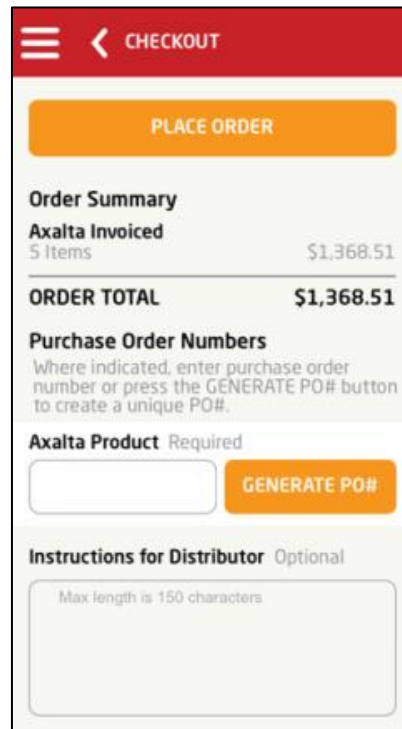 CHECKOUT
PLACE ORDER
Order Summary
Axalta Invoiced
5 Items $1,368.51
ORDER TOTAL $1,368.51
Purchase Order Numbers
Where indicated, enter purchase order
number or press the GENERATE PO# button
to create a unique PO#.
Axalta Product Required
GENERATE PO#
Instructions for Distributor Optional
Max length is 150 characters